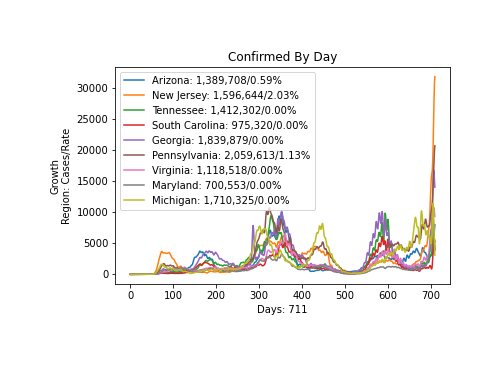 Confirmed By Day
Growth
Region: Cases/Rate
30000
25000
20000
15000
10000
5000
0
Arizona: 1,389,708/0.59%
New Jersey: 1,596,644/2.03%
Tennessee: 1,412,302/0.00%
South Carolina: 975,320/0.00%
Georgia: 1,839,879/0.00%
Pennsylvania: 2,059,613/1.13%
Virginia: 1,118,518/0.00%
Maryland: 700,553/0.00%
Michigan: 1,710,325/0.00%
0 100 200 300 400 500 600 700
Days: 711